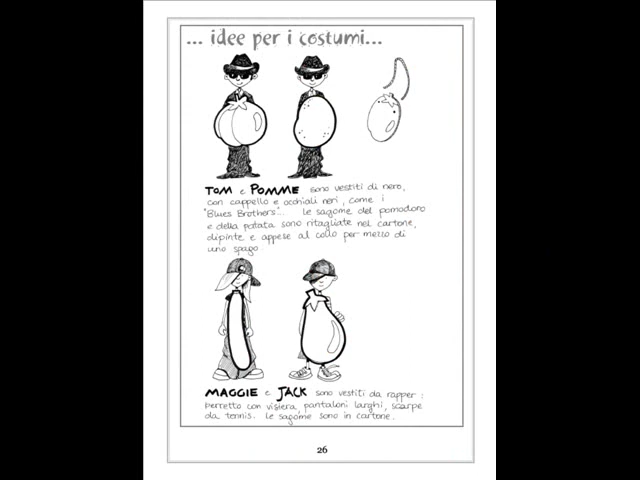 ... idee per i costumi...
TOM e POMME sono vestiti di nero,
con cappello e occhiali neri, come i
"Blues Brothers"... le sagome del pomodoro
e della patata sono ritagliate nel cartone,
dipinte e appese al collo per mezzo di
uno spago
MAGGIE e JACK sono vestiti da rapper:
berretto con visiera, pantaloni larghi, scarpe
da tennis. le sagome sono in cartone.
26